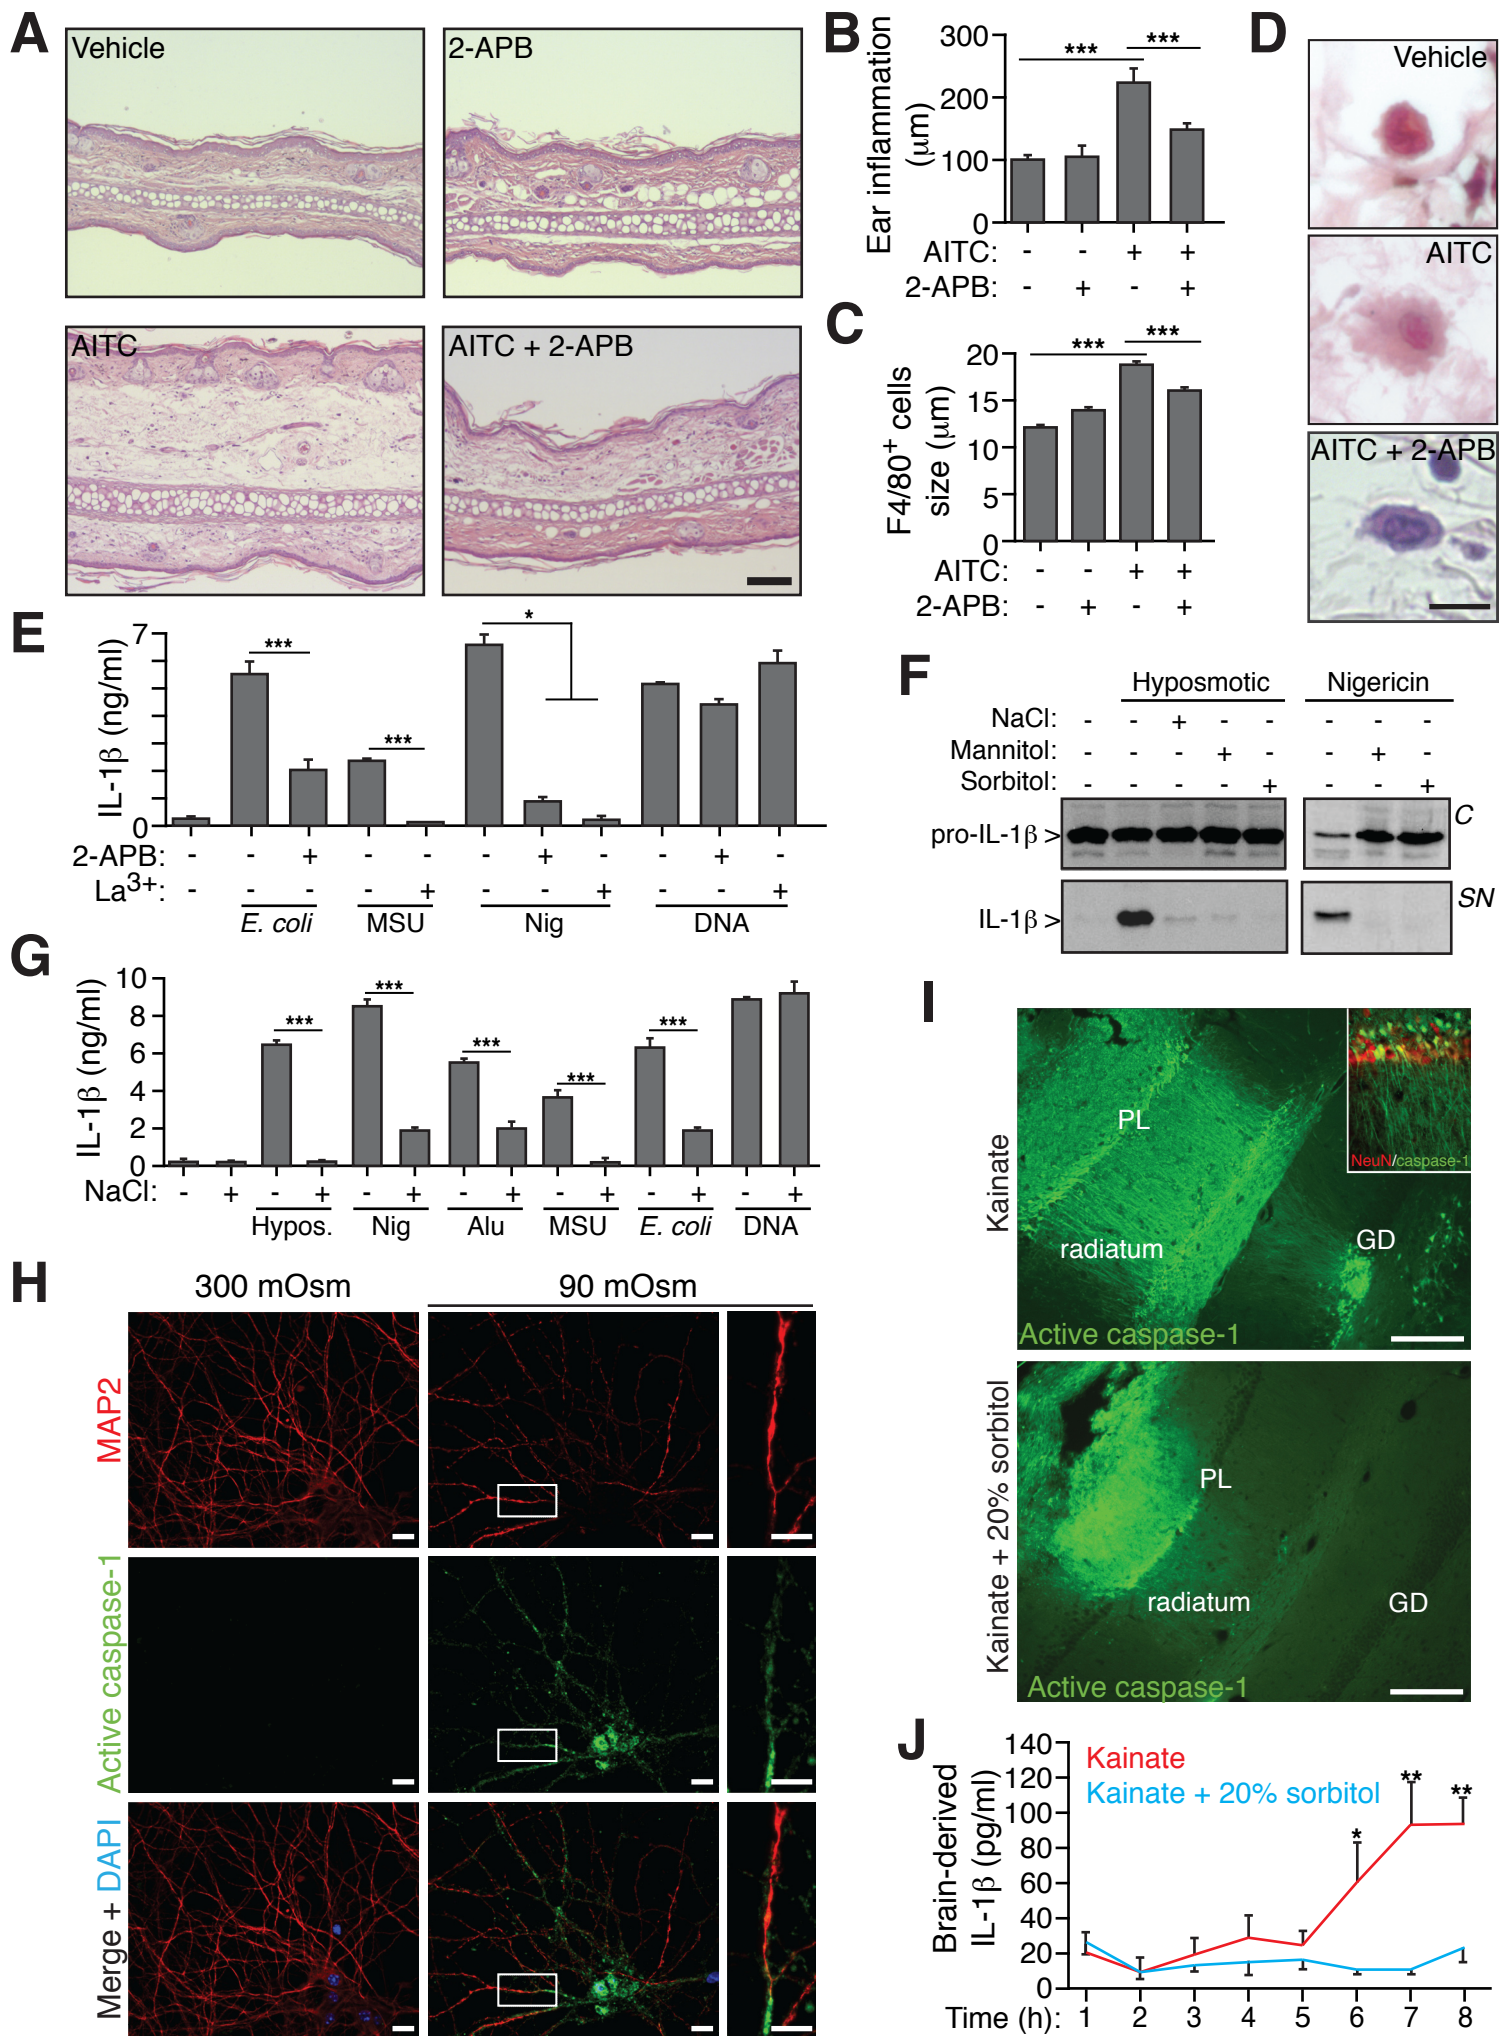 A
Vehicle
2-APB
AITC
AITC + 2-APB
B
Ear inflammation
(μm)
300
200
100
0
*** ***
AITC: - - + +
2-APB: - + - +
C
F4/80+ cells
size (μm)
20
15
10
5
0
*** ***
AITC: - - + +
2-APB: - + - +
D
Vehicle
AITC
AITC + 2-APB
E
IL-1β (ng/ml)
7
0
*** *** *
2-APB: - - + - - - + - - + -
La3+: - - - - + - - + - - +
E. coli MSU Nig DNA
F
Hyposmotic Nigericin
NaCl: - - + - - - - -
Mannitol: - - - + - - + -
Sorbitol: - - - - + - - +
pro-IL-1β > C
IL-1β > SN
G
IL-1β (ng/ml)
10
8
6
4
2
0
*** *** *** *** ***
NaCl: - + - + - + - + - + - + - +
Hypos. Nig Alu MSU E. coli DNA
H
300 mOsm 90 mOsm
MAP2
Active caspase-1
Merge + DAPI
I
Kainate
PL
radiatum
GD
NeuN/caspase-1
Active caspase-1
Kainate + 20% sorbitol
PL
radiatum
GD
Active caspase-1
J
Brain-derived
IL-1β (pg/ml)
140
120
100
80
60
40
20
0
Kainate
Kainate + 20% sorbitol
* ** **
Time (h): 1 2 3 4 5 6 7 8